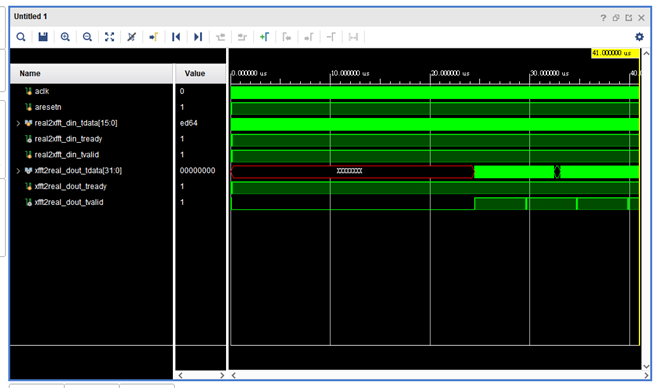 Untitled 1
41.000000 us
Name Value
0.000000 us 10.000000 us 20.000000 us 30.000000 us 40.0
aclk 0
aresetn 1
real2xfft_din_tdata[15:0] ed64
real2xfft_din_tready 1
real2xfft_din_tvalid 1
xfft2real_dout_tdata[31:0] 00000000 XXXXXXXX
xfft2real_dout_tready 1
xfft2real_dout_tvalid 1